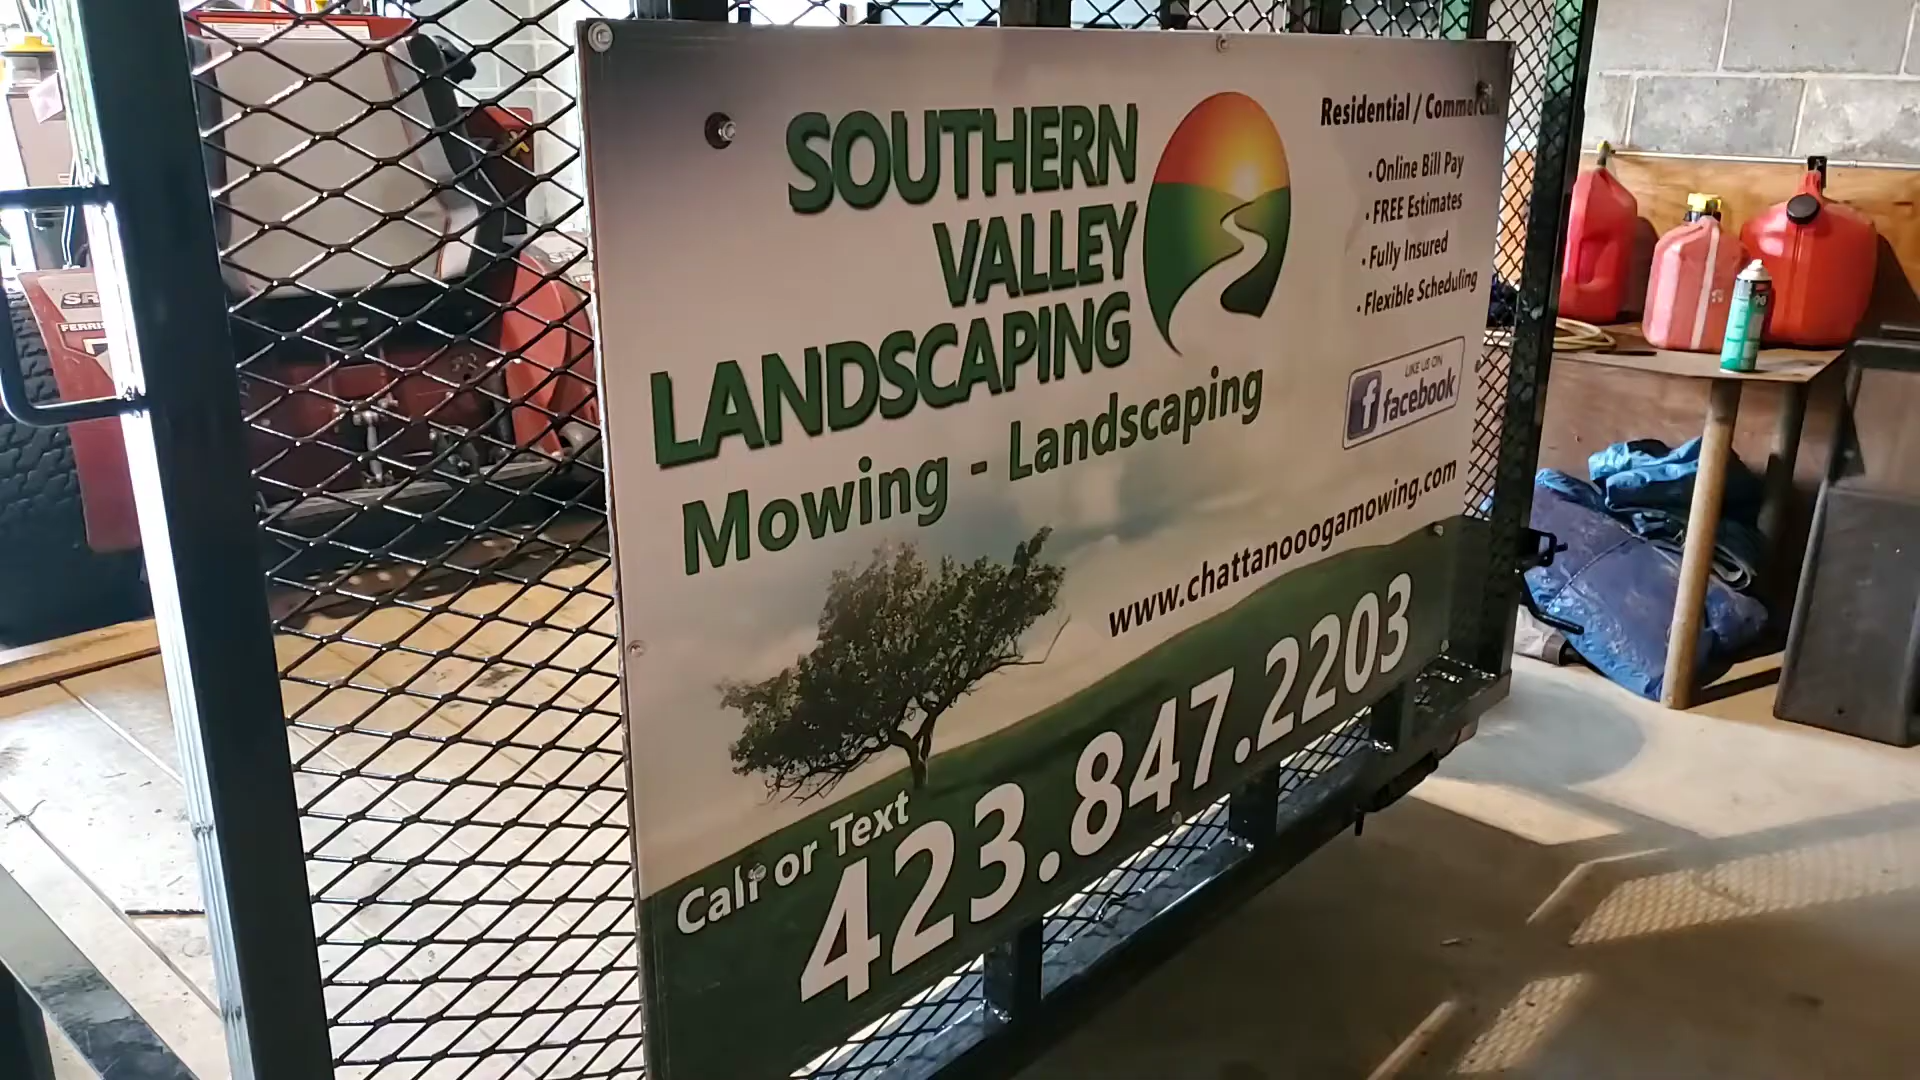 SOUTHERN
VALLEY
LANDSCAPING
Mowing - Landscaping
Residential / Commercial
· Online Bill Pay
· FREE Estimates
· Fully Insured
· Flexible Scheduling
LIKE US ON
f facebook
www.chattanooogamowing.com
Call or Text
423.847.2203
FERRIS